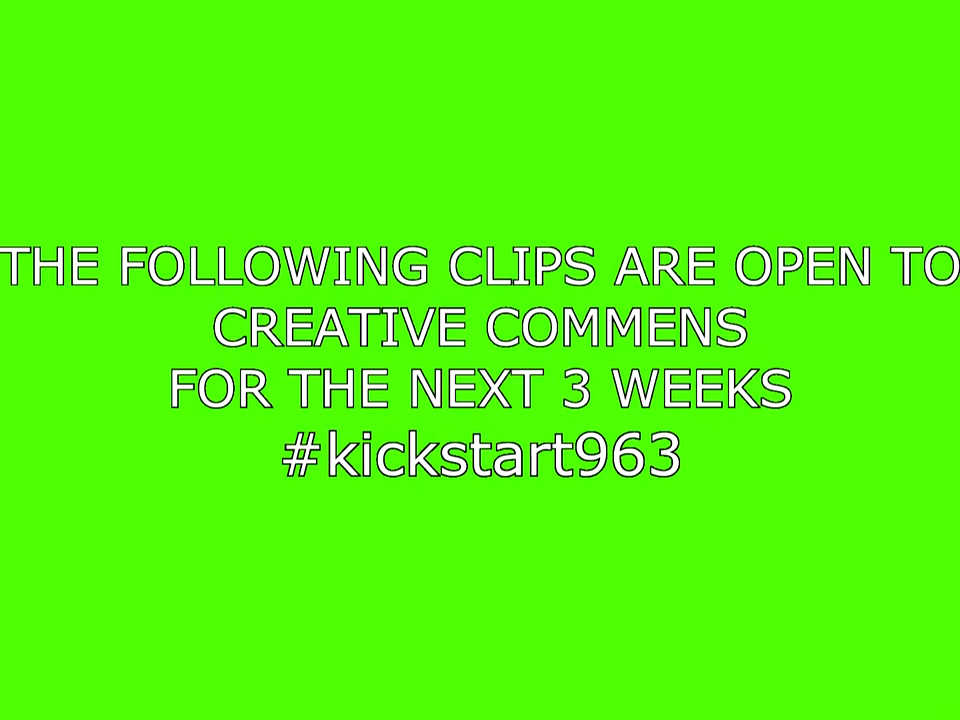 THE FOLLOWING CLIPS ARE OPEN TO
CREATIVE COMMENS
FOR THE NEXT 3 WEEKS
#kickstart963